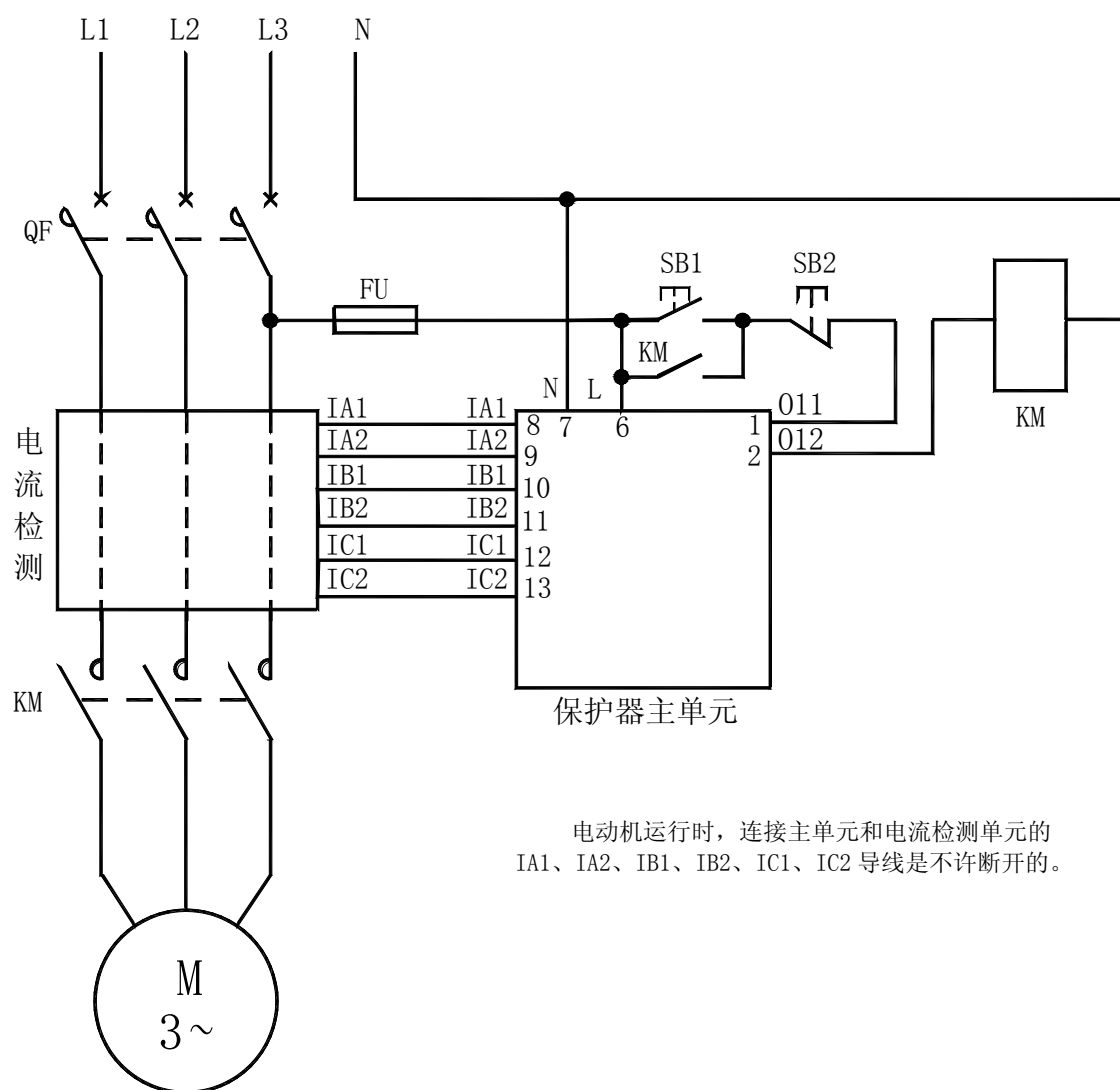 L1 L2 L3 N
QF
FU
SB1 SB2
KM
KM
N L
电流检测
IA1 IA1 8 7 6 1 O11
IA2 IA2 9 2 O12
IB1 IB1 10
IB2 IB2 11
IC1 IC1 12
IC2 IC2 13
KM
保护器主单元
电动机运行时，连接主单元和电流检测单元的
IA1、IA2、IB1、IB2、IC1、IC2 导线是不许断开的。
M
3~